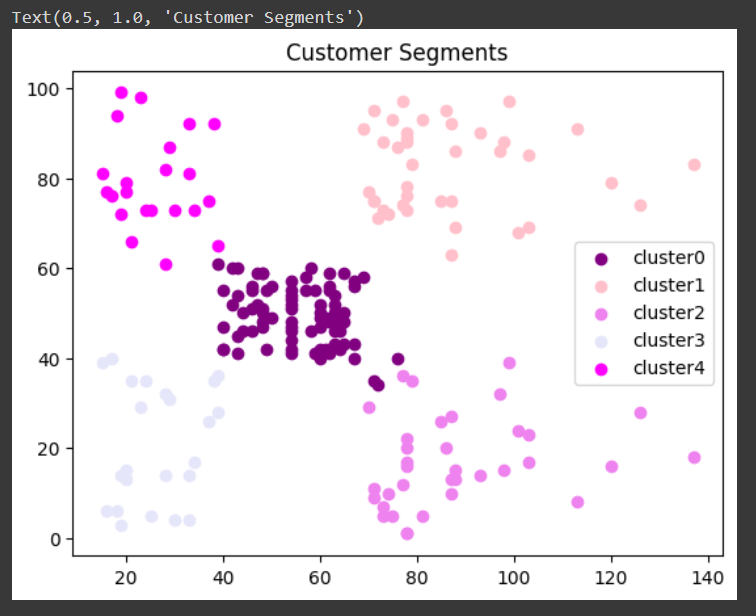 Text(0.5, 1.0, 'Customer Segments')
Customer Segments
100
80
60
40
20
0
cluster0
cluster1
cluster2
cluster3
cluster4
20 40 60 80 100 120 140